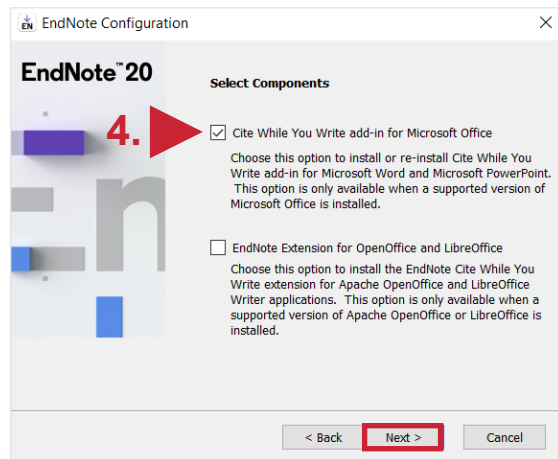 EN EndNote Configuration
EndNote™ 20
Select Components
4.
Cite While You Write add-in for Microsoft Office
Choose this option to install or re-install Cite While You
Write add-in for Microsoft Word and Microsoft PowerPoint.
This option is only available when a supported version of
Microsoft Office is installed.
EndNote Extension for OpenOffice and LibreOffice
Choose this option to install the EndNote Cite While You
Write extension for Apache OpenOffice and LibreOffice
Writer applications. This option is only available when a
supported version of Apache OpenOffice or LibreOffice is
installed.
En
< Back Next > Cancel